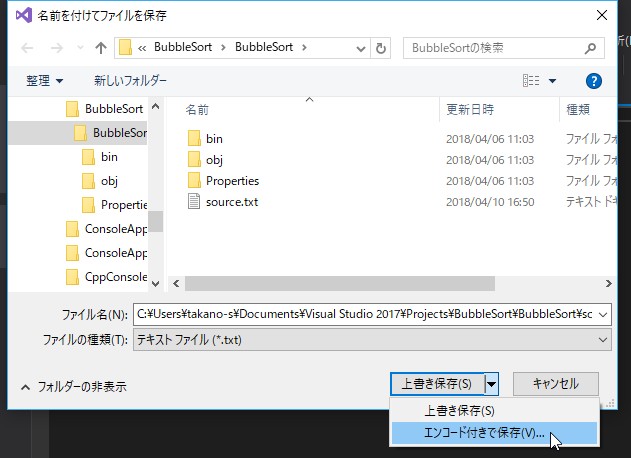 名前を付けてファイルを保存
« BubbleSort › BubbleSort ›
BubbleSortの検索
整理 新しいフォルダー
BubbleSort
BubbleSor
bin
obj
Propertie
ConsoleApp
ConsoleApp
CppConsole
名前 更新日時 種類
bin 2018/04/06 11:03 ファイル フォ
obj 2018/04/06 11:03 ファイル フォ
Properties 2018/04/06 11:03 ファイル フォ
source.txt 2018/04/10 16:50 テキスト ドキ
ファイル名(N): C:¥Users¥takano-s¥Documents¥Visual Studio 2017¥Projects¥BubbleSort¥BubbleSort¥sc
ファイルの種類(T): テキスト ファイル (*.txt)
フォルダーの非表示 上書き保存(S) キャンセル
上書き保存(S)
エンコード付きで保存(V)...